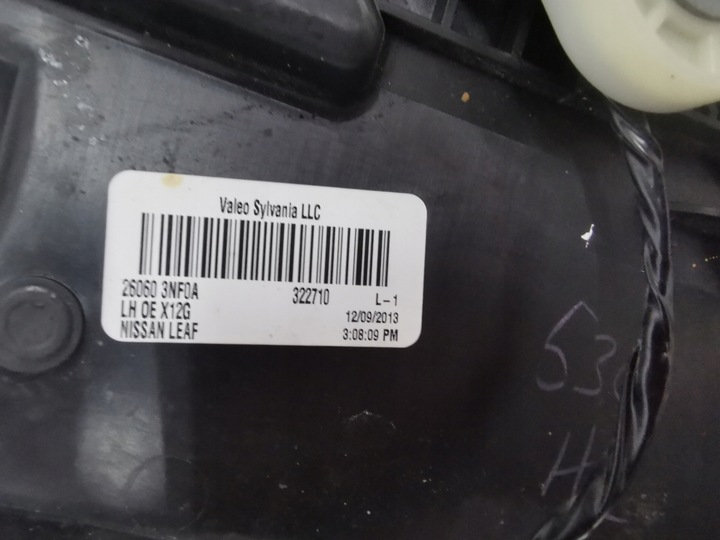 Valeo Sylvania LLC
26060 3NF0A 322710 L-1
LH OE X12G 12/09/2013
NISSAN LEAF 3:08:09 PM